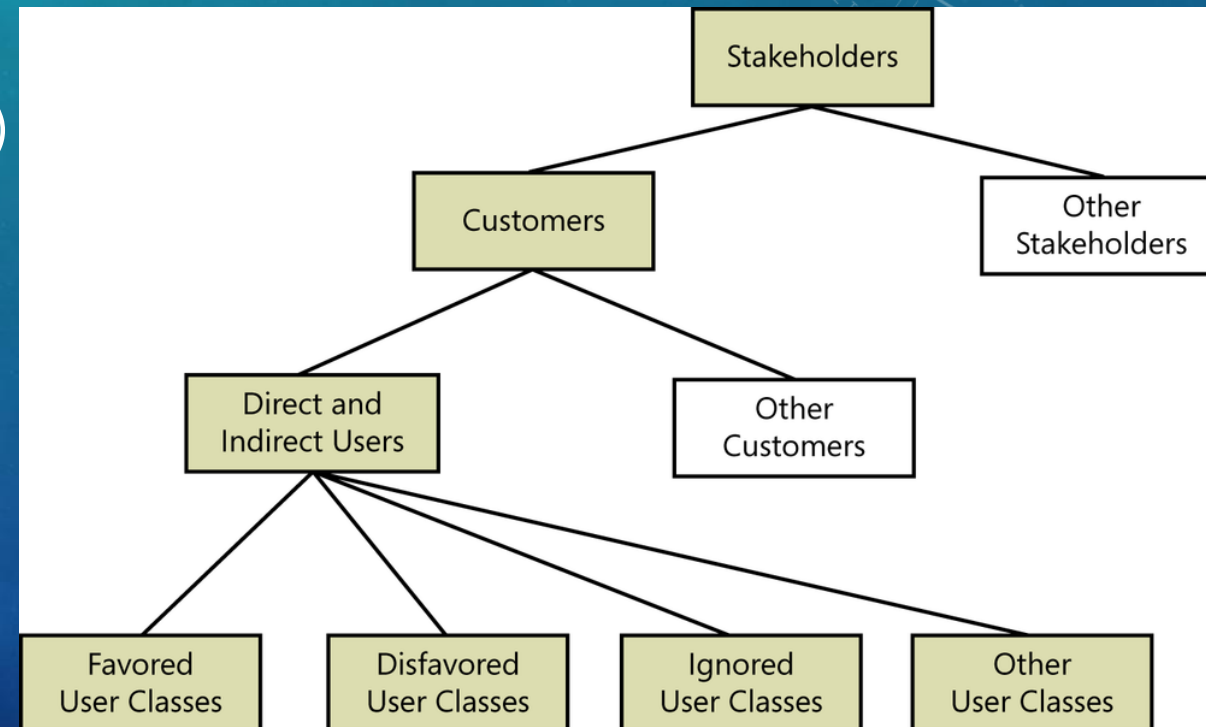 Stakeholders
Customers
Other
Stakeholders
Direct and
Indirect Users
Other
Customers
Favored
User Classes
Disfavored
User Classes
Ignored
User Classes
Other
User Classes